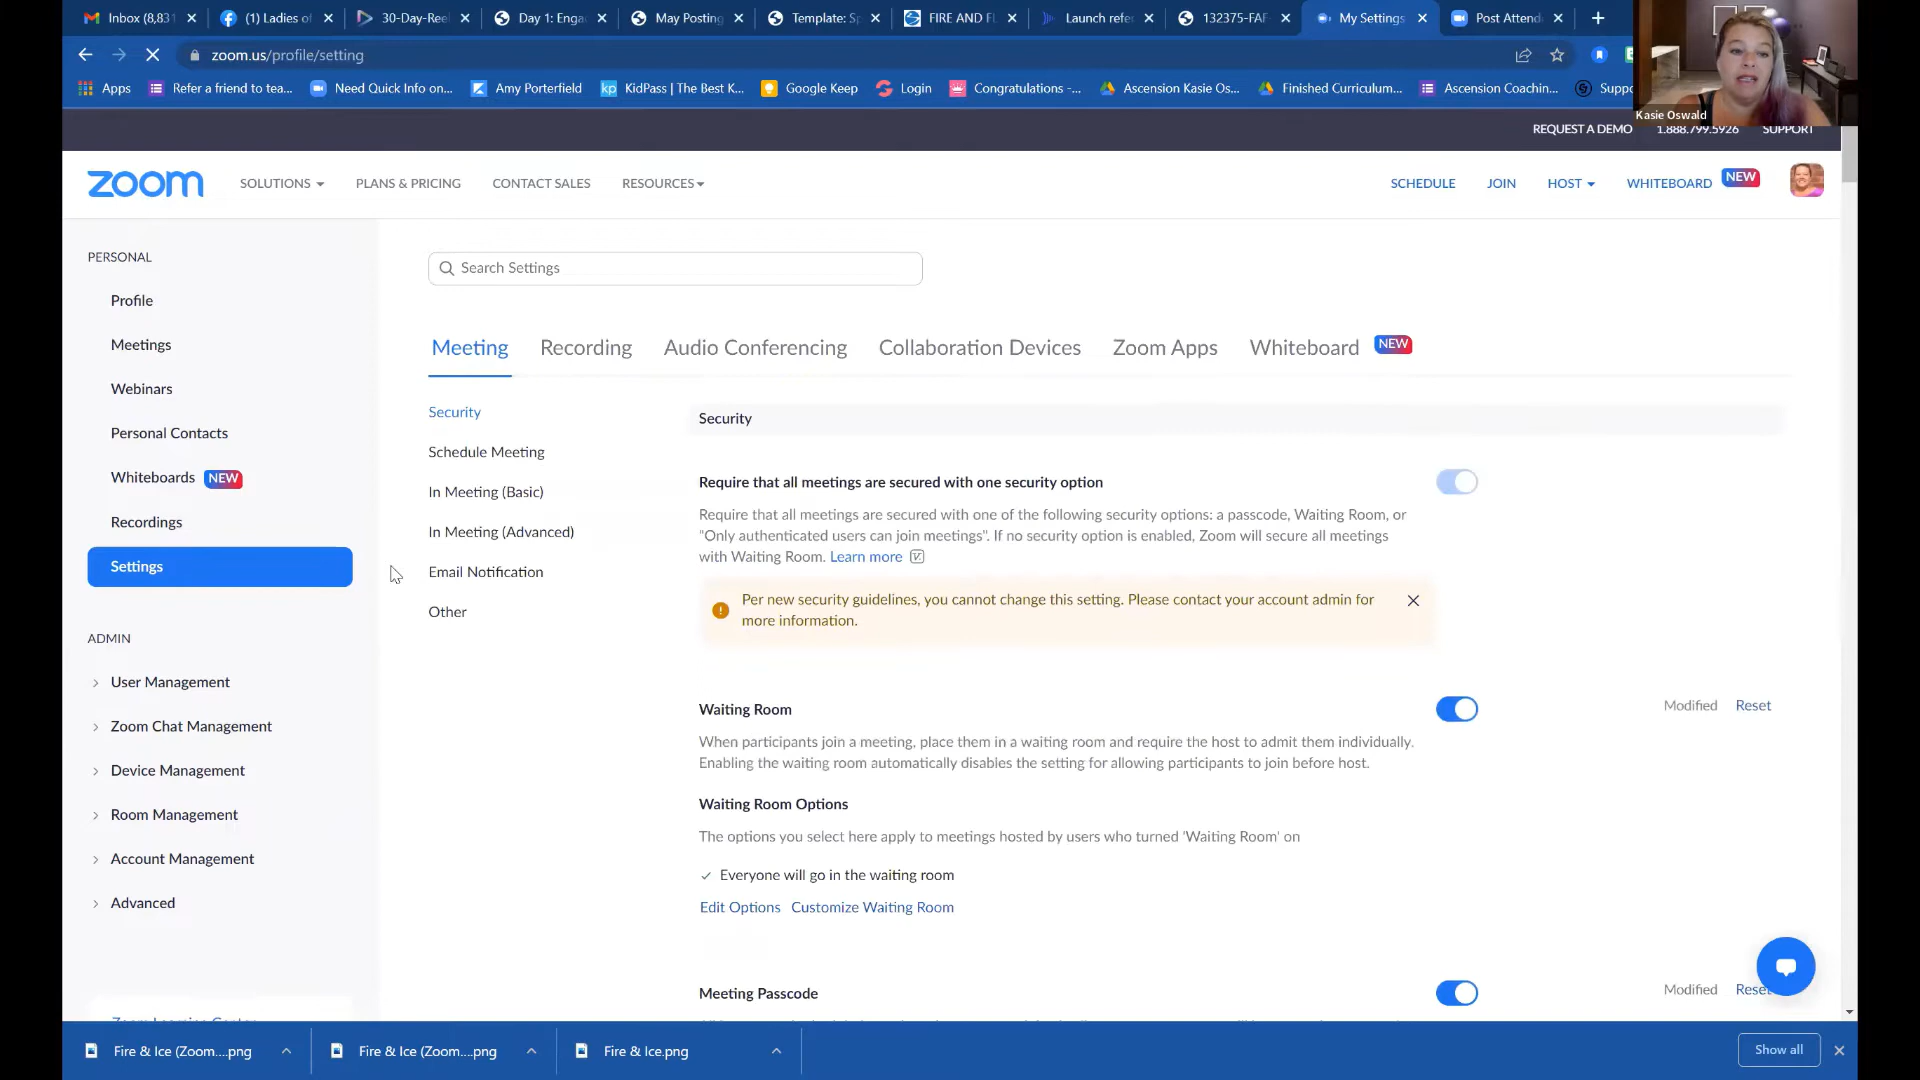 Inbox (8,831
(1) Ladies of
30-Day-Reel
Day 1: Enga
May Posting
Template: Sp
FIRE AND FL
Launch refe
132375-FAF
My Settings
Post Attend
zoom.us/profile/setting
Apps
Refer a friend to tea...
Need Quick Info on...
Amy Porterfield
KidPass | The Best K...
Google Keep
Login
Congratulations -...
Ascension Kasie Os...
Finished Curriculum...
Ascension Coachin...
Suppo
Kasie Oswald
REQUEST A DEMO
1.888.799.5926
SUPPORT
zoom
SOLUTIONS
PLANS & PRICING
CONTACT SALES
RESOURCES
SCHEDULE
JOIN
HOST
WHITEBOARD
NEW
PERSONAL
Profile
Meetings
Webinars
Personal Contacts
Whiteboards NEW
Recordings
Settings
ADMIN
User Management
Zoom Chat Management
Device Management
Room Management
Account Management
Advanced
Search Settings
Meeting
Recording
Audio Conferencing
Collaboration Devices
Zoom Apps
Whiteboard
NEW
Security
Schedule Meeting
In Meeting (Basic)
In Meeting (Advanced)
Email Notification
Other
Security
Require that all meetings are secured with one security option
Require that all meetings are secured with one of the following security options: a passcode, Waiting Room, or
"Only authenticated users can join meetings". If no security option is enabled, Zoom will secure all meetings
with Waiting Room. Learn more
Per new security guidelines, you cannot change this setting. Please contact your account admin for
more information.
Waiting Room
Modified
Reset
When participants join a meeting, place them in a waiting room and require the host to admit them individually.
Enabling the waiting room automatically disables the setting for allowing participants to join before host.
Waiting Room Options
The options you select here apply to meetings hosted by users who turned 'Waiting Room' on
Everyone will go in the waiting room
Edit Options
Customize Waiting Room
Meeting Passcode
Modified
Reset
Fire & Ice (Zoom....png
Fire & Ice (Zoom....png
Fire & Ice.png
Show all